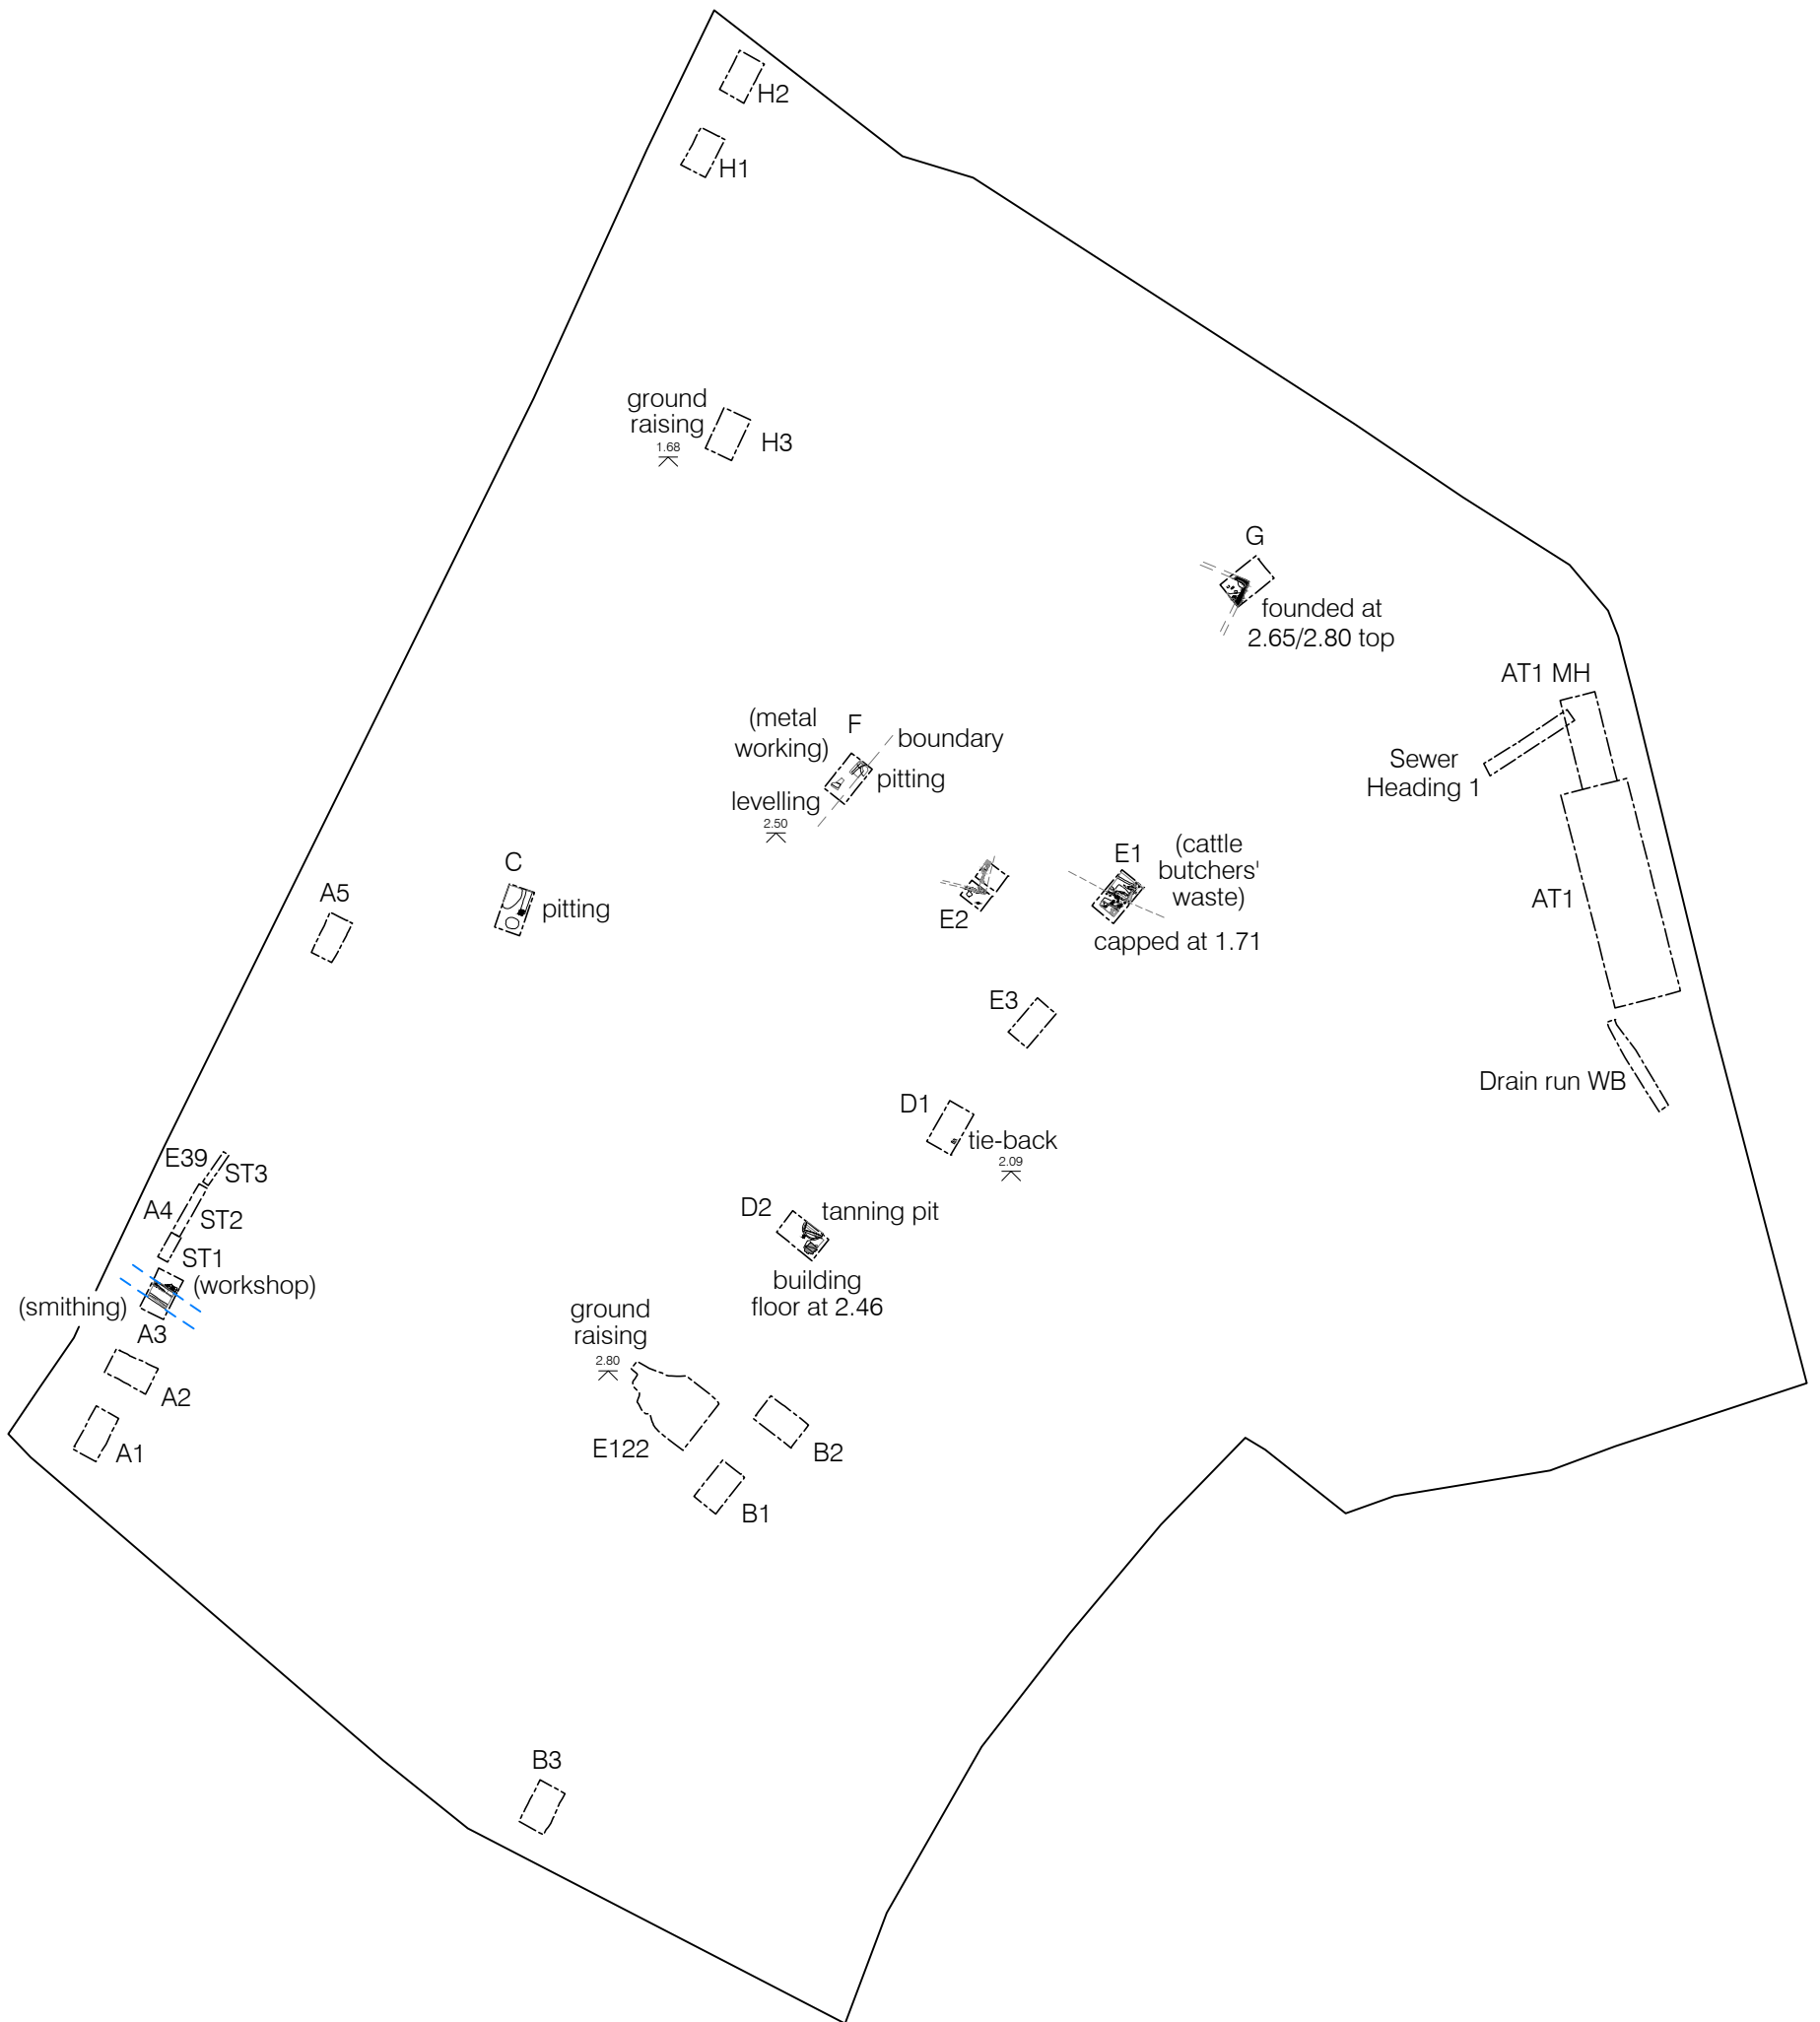 H2
H1
ground
raising
1.68
H3
G
founded at
2.65/2.80 top
AT1 MH
Sewer
Heading 1
AT1
Drain run WB
(metal
working)
F
boundary
pitting
levelling
2.50
C
pitting
A5
E1
(cattle
butchers'
waste)
capped at 1.71
E2
E3
D1
tie-back
2.09
D2
tanning pit
building
floor at 2.46
E39
ST3
A4
ST2
ST1
(workshop)
(smithing)
A3
A2
A1
ground
raising
2.80
E122
B2
B1
B3